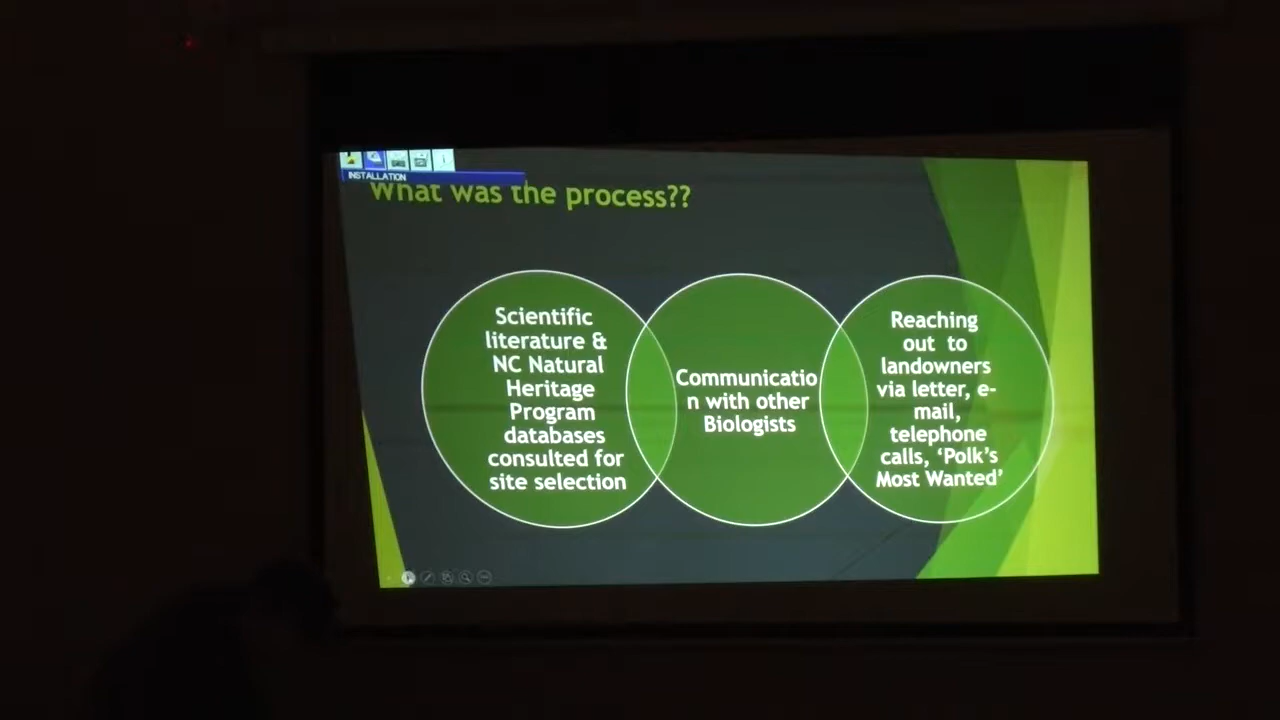 INSTALLATION
What was the process??
Scientific
literature &
NC Natural
Heritage
Program
databases
consulted for
site selection
Communicatio
n with other
Biologists
Reaching
out to
landowners
via letter, e-
mail,
telephone
calls, ‘Polk’s
Most Wanted’